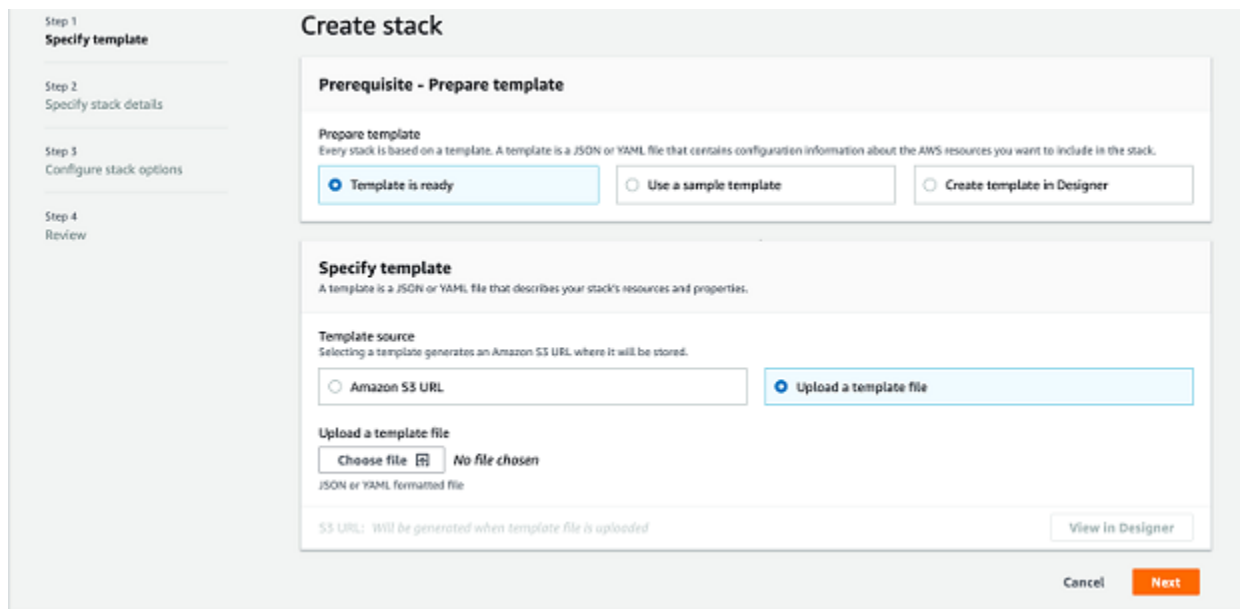 Step 1
Specify template
Step 2
Specify stack details
Step 3
Configure stack options
Step 4
Review
Create stack
Prerequisite - Prepare template
Prepare template
Every stack is based on a template. A template is a JSON or YAML file that contains configuration information about the AWS resources you want to include in the stack.
Template is ready
Use a sample template
Create template in Designer
Specify template
A template is a JSON or YAML file that describes your stack's resources and properties.
Template source
Selecting a template generates an Amazon S3 URL where it will be stored.
Amazon S3 URL
Upload a template file
Upload a template file
Choose file No file chosen
JSON or YAML formatted file
S3 URL: Will be generated when template file is uploaded
View in Designer
Cancel
Next